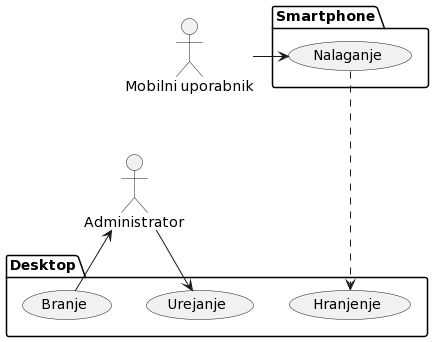 Smartphone
Nalaganje
Mobilni uporabnik
Administrator
Desktop
Branje
Urejanje
Hranjenje